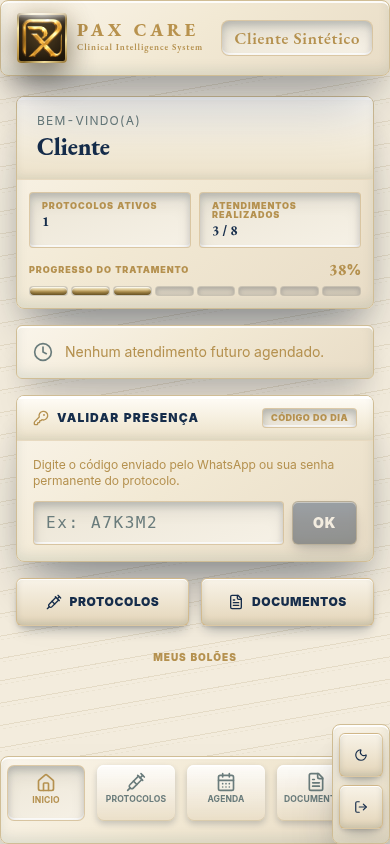 PAX CARE
Clinical Intelligence System
Cliente Sintético
BEM-VINDO(A)
Cliente
PROTOCOLOS ATIVOS
1
ATENDIMENTOS
REALIZADOS
3 / 8
PROGRESSO DO TRATAMENTO
38%
Nenhum atendimento futuro agendado.
VALIDAR PRESENÇA
CÓDIGO DO DIA
Digite o código enviado pelo WhatsApp ou sua senha
permanente do protocolo.
Ex: A7K3M2
OK
PROTOCOLOS
DOCUMENTOS
MEUS BOLÕES
INICIO
PROTOCOLOS
AGENDA
DOCUMENT